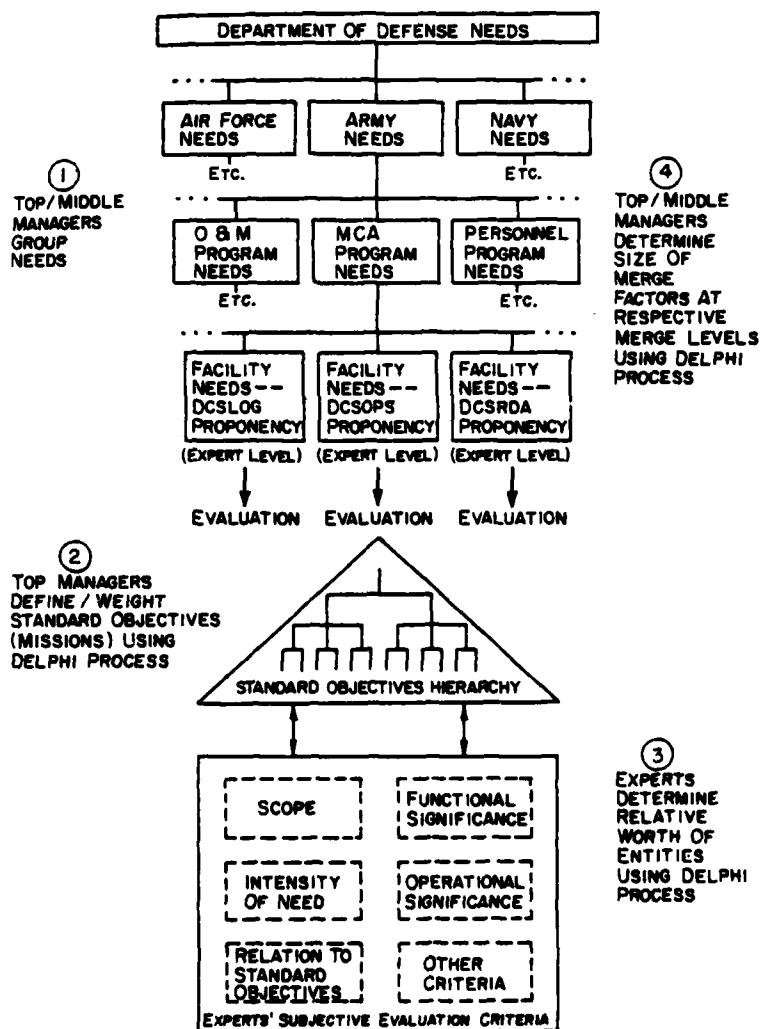 DEPARTMENT OF DEFENSE NEEDS
AIR FORCE
NEEDS
ARMY
NEEDS
NAVY
NEEDS
ETC.
ETC.
1
TOP/MIDDLE
MANAGERS
GROUP
NEEDS
4
TOP/MIDDLE
MANAGERS
DETERMINE
SIZE OF
MERGE
FACTORS AT
RESPECTIVE
MERGE LEVELS
USING DELPHI
PROCESS
O & M
PROGRAM
NEEDS
MCA
PROGRAM
NEEDS
PERSONNEL
PROGRAM
NEEDS
ETC.
ETC.
FACILITY
NEEDS--
DCSLOG
PROPONENCY
FACILITY
NEEDS--
DCSOPS
PROPONENCY
FACILITY
NEEDS--
DCSRDA
PROPONENCY
(EXPERT LEVEL)
(EXPERT LEVEL)
(EXPERT LEVEL)
EVALUATION
EVALUATION
EVALUATION
2
TOP MANAGERS
DEFINE / WEIGHT
STANDARD OBJECTIVES
(MISSIONS) USING
DELPHI PROCESS
STANDARD OBJECTIVES HIERARCHY
3
EXPERTS
DETERMINE
RELATIVE
WORTH OF
ENTITIES
USING DELPHI
PROCESS
SCOPE
FUNCTIONAL
SIGNIFICANCE
INTENSITY
OF NEED
OPERATIONAL
SIGNIFICANCE
RELATION TO
STANDARD
OBJECTIVES
OTHER
CRITERIA
EXPERTS' SUBJECTIVE EVALUATION CRITERIA